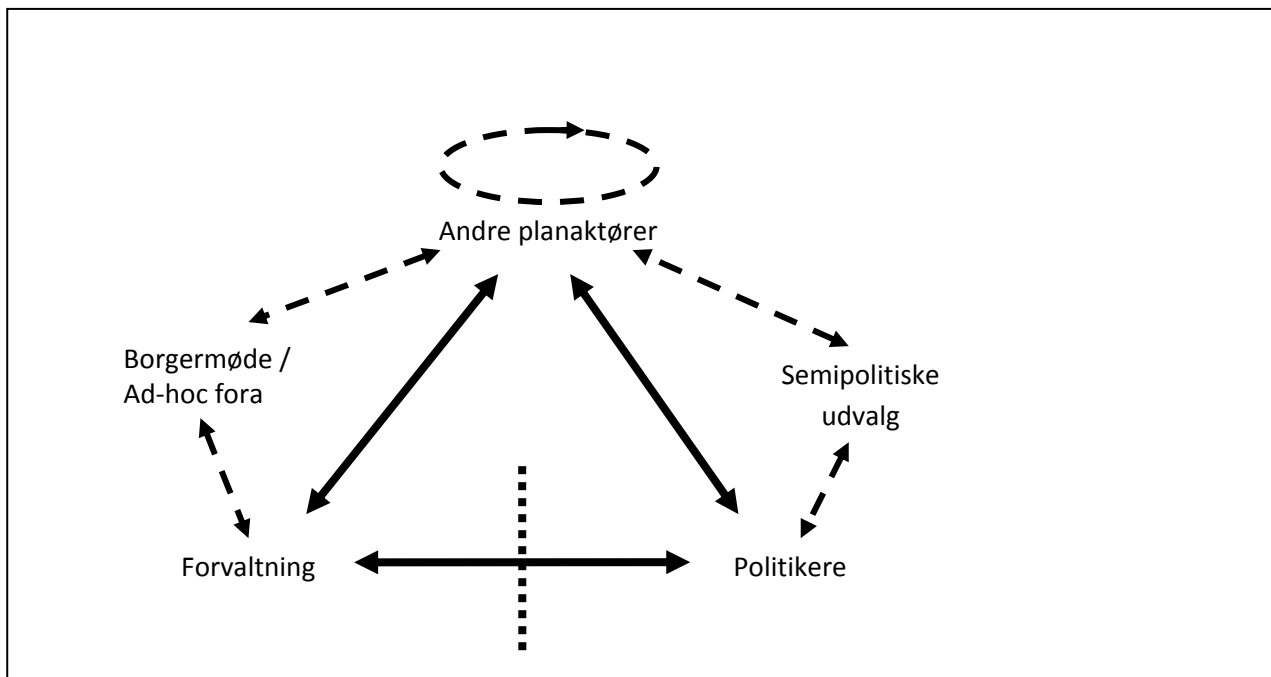 Andre planaktører
Borgermøde /
Ad-hoc fora
Semipolitiske
udvalg
Forvaltning
Politikere